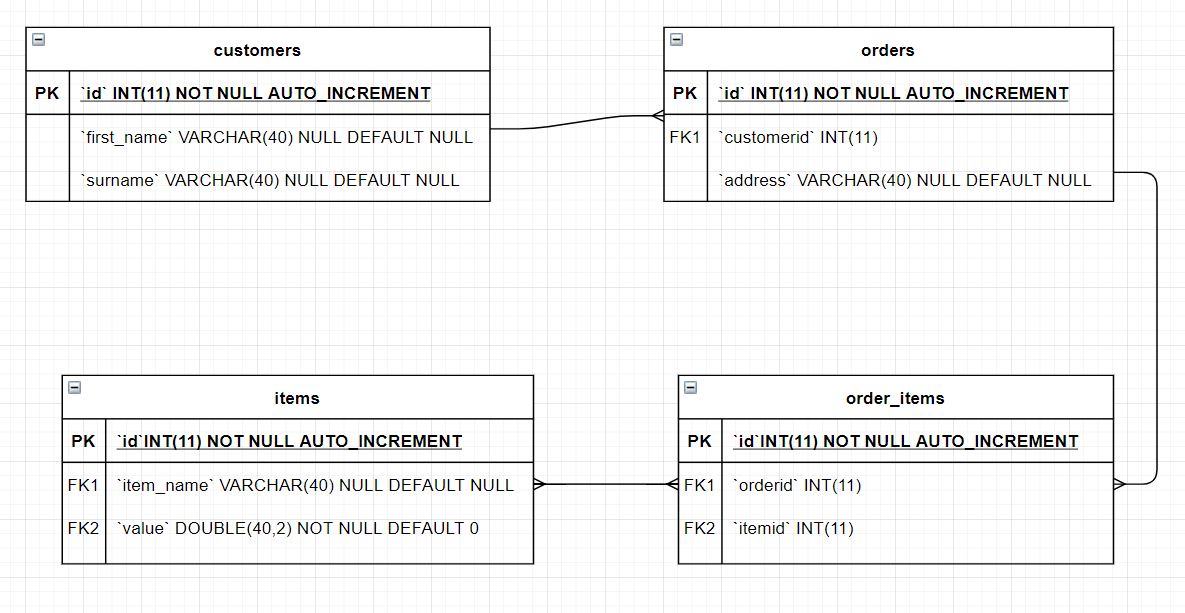 customers
PK `id` INT(11) NOT NULL AUTO_INCREMENT
`first_name` VARCHAR(40) NULL DEFAULT NULL
`surname` VARCHAR(40) NULL DEFAULT NULL
orders
PK `id` INT(11) NOT NULL AUTO_INCREMENT
FK1 `customerid` INT(11)
`address` VARCHAR(40) NULL DEFAULT NULL
items
PK `id`INT(11) NOT NULL AUTO_INCREMENT
FK1 `item_name` VARCHAR(40) NULL DEFAULT NULL
FK2 `value` DOUBLE(40,2) NOT NULL DEFAULT 0
order_items
PK `id`INT(11) NOT NULL AUTO_INCREMENT
FK1 `orderid` INT(11)
FK2 `itemid` INT(11)